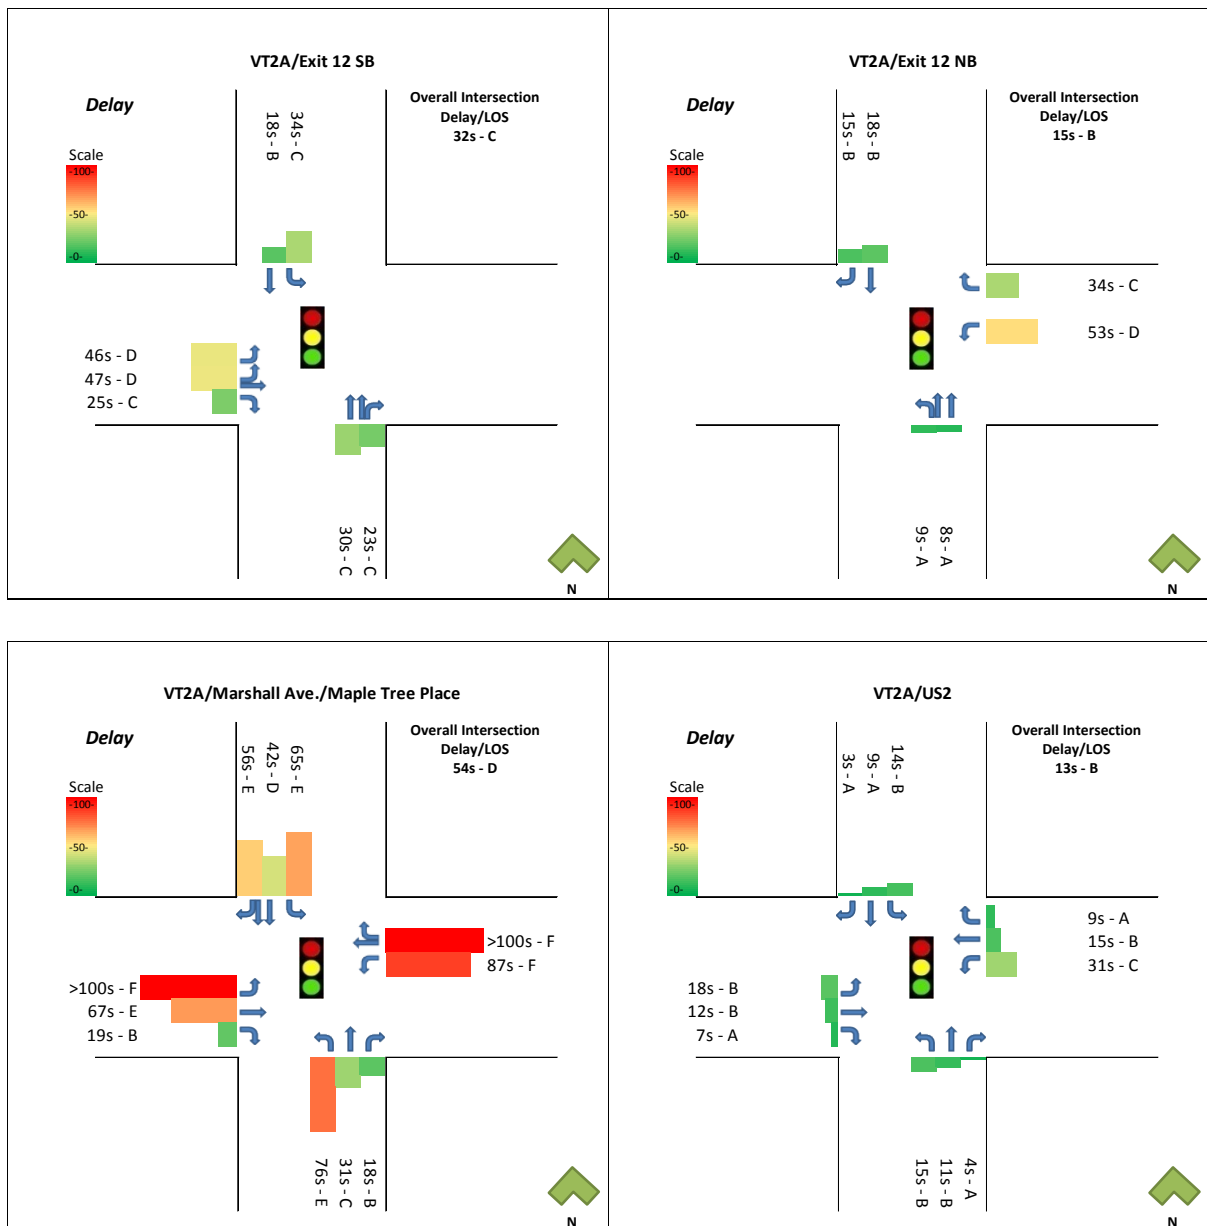 VT2A/Exit 12 SB
Delay
Overall Intersection
Delay/LOS
32s - C
Scale
-100-
-50-
-0-
18s - B
34s - C
46s - D
47s - D
25s - C
30s - C
23s - C
N
VT2A/Exit 12 NB
Delay
Overall Intersection
Delay/LOS
15s - B
Scale
-100-
-50-
-0-
15s - B
18s - B
34s - C
53s - D
9s - A
8s - A
N
VT2A/Marshall Ave./Maple Tree Place
Delay
Overall Intersection
Delay/LOS
54s - D
Scale
-100-
-50-
-0-
56s - E
42s - D
65s - E
>100s - F
87s - F
>100s - F
67s - E
19s - B
76s - E
31s - C
18s - B
N
VT2A/US2
Delay
Overall Intersection
Delay/LOS
13s - B
Scale
-100-
-50-
-0-
3s - A
9s - A
14s - B
9s - A
15s - B
31s - C
18s - B
12s - B
7s - A
15s - B
11s - B
4s - A
N